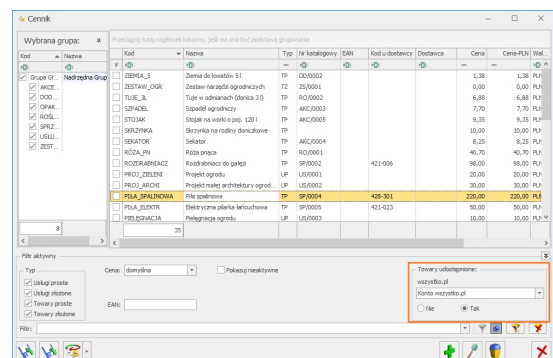 Cennik
Wybrana grupa:
Przeciągnij tutaj nagłówek kolumny, jeśli ma ona być podstawą grupowania
Kod Nazwa
Grupa Gł... Nadrzędna Grup
AKCE...
DOD...
OPAK...
ROŚL...
SPRZ...
USŁU...
ZEST...
8
Kod Nazwa Typ Nr katalogowy EAN Kod u dostawcy Dostawca Cena Cena-PLN Wal...
ZIEMIA_5 Ziemia do kwiatów 5 l TP DD/0002 1,38 1,38 PLN
ZESTAW_OGR Zestaw narzędzi ogrodniczych TZ ZS/0001 0,00 0,00 PLN
TUJE_3L Tuje w odmianach (donica 3l) TP RO/0002 6,88 6,88 PLN
SZPADEL Szpadel ogrodniczy TP AKC/0003 7,70 7,70 PLN
STOJAK Stojak na worki o poj. 120 l TP AKC/0005 9,35 9,35 PLN
SKRZYNKA Skrzynka na rośliny doniczkowe TP 10,00 10,00 PLN
SEKATOR Sekator TP AKC/0004 8,25 8,25 PLN
RÓŻA_PN Róża pnąca TP RO/0001 40,70 40,70 PLN
ROZDRABNIACZ Rozdrabniacz do gałęzi TP SP/0002 421-006 98,00 98,00 PLN
PROJ_ZIELENI Projekt ogrodu UP US/0001 20,00 20,00 PLN
PROJ_ARCHI Projekt małej architektury ogrod... UP US/0002 30,00 30,00 PLN
PIŁA_SPALINOWA Piła spalinowa TP SP/0004 428-301 220,00 220,00 PLN
PIŁA_ELEKTR Elektryczna pilarka łańcuchowa TP SP/0005 421-023 50,00 50,00 PLN
PIELĘGNACJA Pielęgnacja ogrodu UP US/0003 10,00 10,00 PLN
35
Filtr aktywny
Typ
Usługi proste
Usługi złożone
Towary proste
Towary złożone
Cena: domyślna
Pokazuj nieaktywne
EAN:
Towary udostępnione:
wszystko.pl
Konto wszystko.pl
Nie Tak
Filtr: